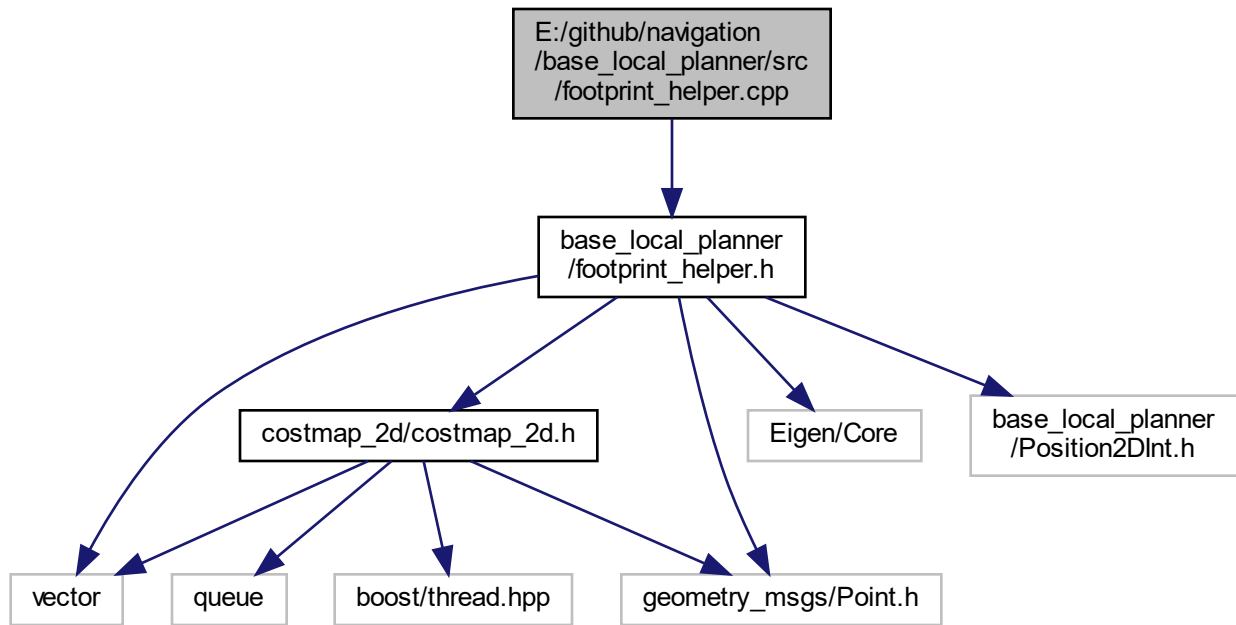 E:/github/navigation
/base_local_planner/src
/footprint_helper.cpp
base_local_planner
/footprint_helper.h
costmap_2d/costmap_2d.h
Eigen/Core
base_local_planner
/Position2DInt.h
vector
queue
boost/thread.hpp
geometry_msgs/Point.h